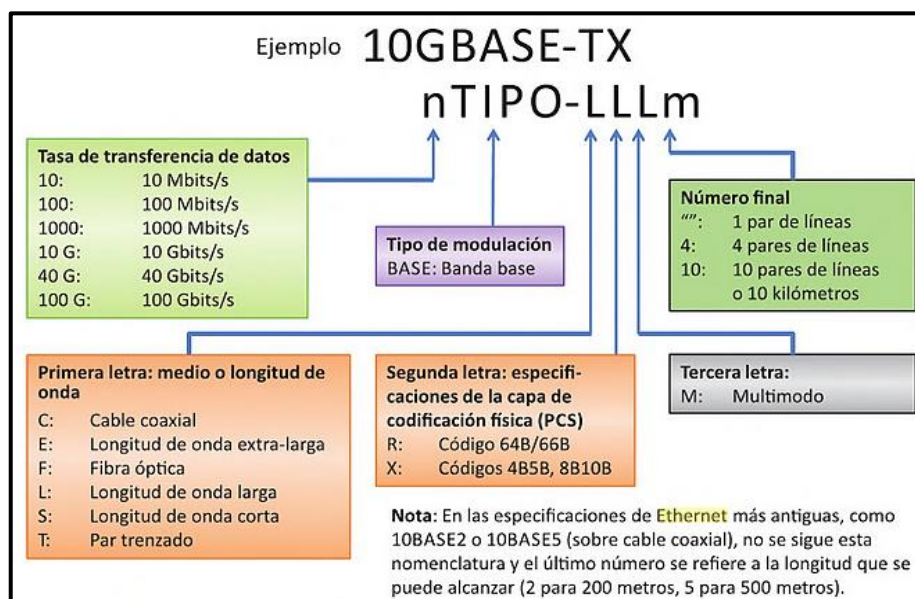 Ejemplo 10GBASE-TX
nTIPO-LLLm
Tasa de transferencia de datos
10: 10 Mbits/s
100: 100 Mbits/s
1000: 1000 Mbits/s
10 G: 10 Gbits/s
40 G: 40 Gbits/s
100 G: 100 Gbits/s
Tipo de modulación
BASE: Banda base
Número final
“”: 1 par de líneas
4: 4 pares de líneas
10: 10 pares de líneas
o 10 kilómetros
Primera letra: medio o longitud de
onda
C: Cable coaxial
E: Longitud de onda extra-larga
F: Fibra óptica
L: Longitud de onda larga
S: Longitud de onda corta
T: Par trenzado
Segunda letra: especifi-
caciones de la capa de
codificación física (PCS)
R: Código 64B/66B
X: Códigos 4B5B, 8B10B
Tercera letra:
M: Multimodo
Nota: En las especificaciones de Ethernet más antiguas, como
10BASE2 o 10BASE5 (sobre cable coaxial), no se sigue esta
nomenclatura y el último número se refiere a la longitud que se
puede alcanzar (2 para 200 metros, 5 para 500 metros).